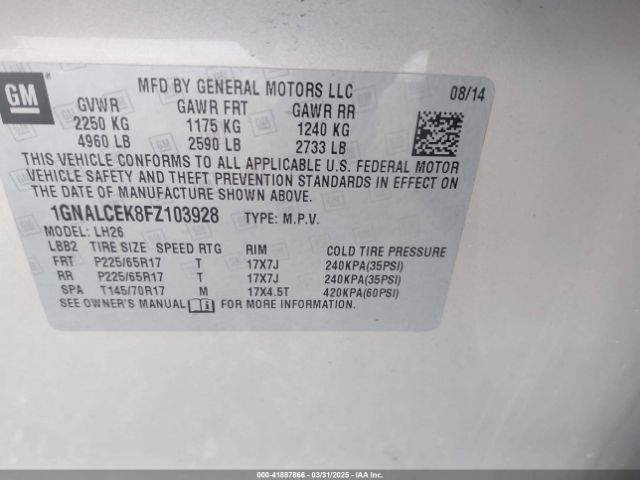 GM
MFD BY GENERAL MOTORS LLC 08/14
GVWR GAWR FRT GAWR RR
2250 KG 1175 KG 1240 KG
4960 LB 2590 LB 2733 LB
THIS VEHICLE CONFORMS TO ALL APPLICABLE U.S. FEDERAL MOTOR
VEHICLE SAFETY AND THEFT PREVENTION STANDARDS IN EFFECT ON
THE DATE OF MANUFACTURE SHOWN ABOVE.
1GNALCEK8FZ103928 TYPE: M.P.V.
MODEL: LH26
LBB2 TIRE SIZE SPEED RTG RIM COLD TIRE PRESSURE
FRT P225/65R17 T 17X7J 240KPA(35PSI)
RR P225/65R17 T 17X7J 240KPA(35PSI)
SPA T145/70R17 M 17X4.5T 420KPA(60PSI)
SEE OWNER'S MANUAL FOR MORE INFORMATION.
000-41887866 - 03/31/2025 - IAAI.COM